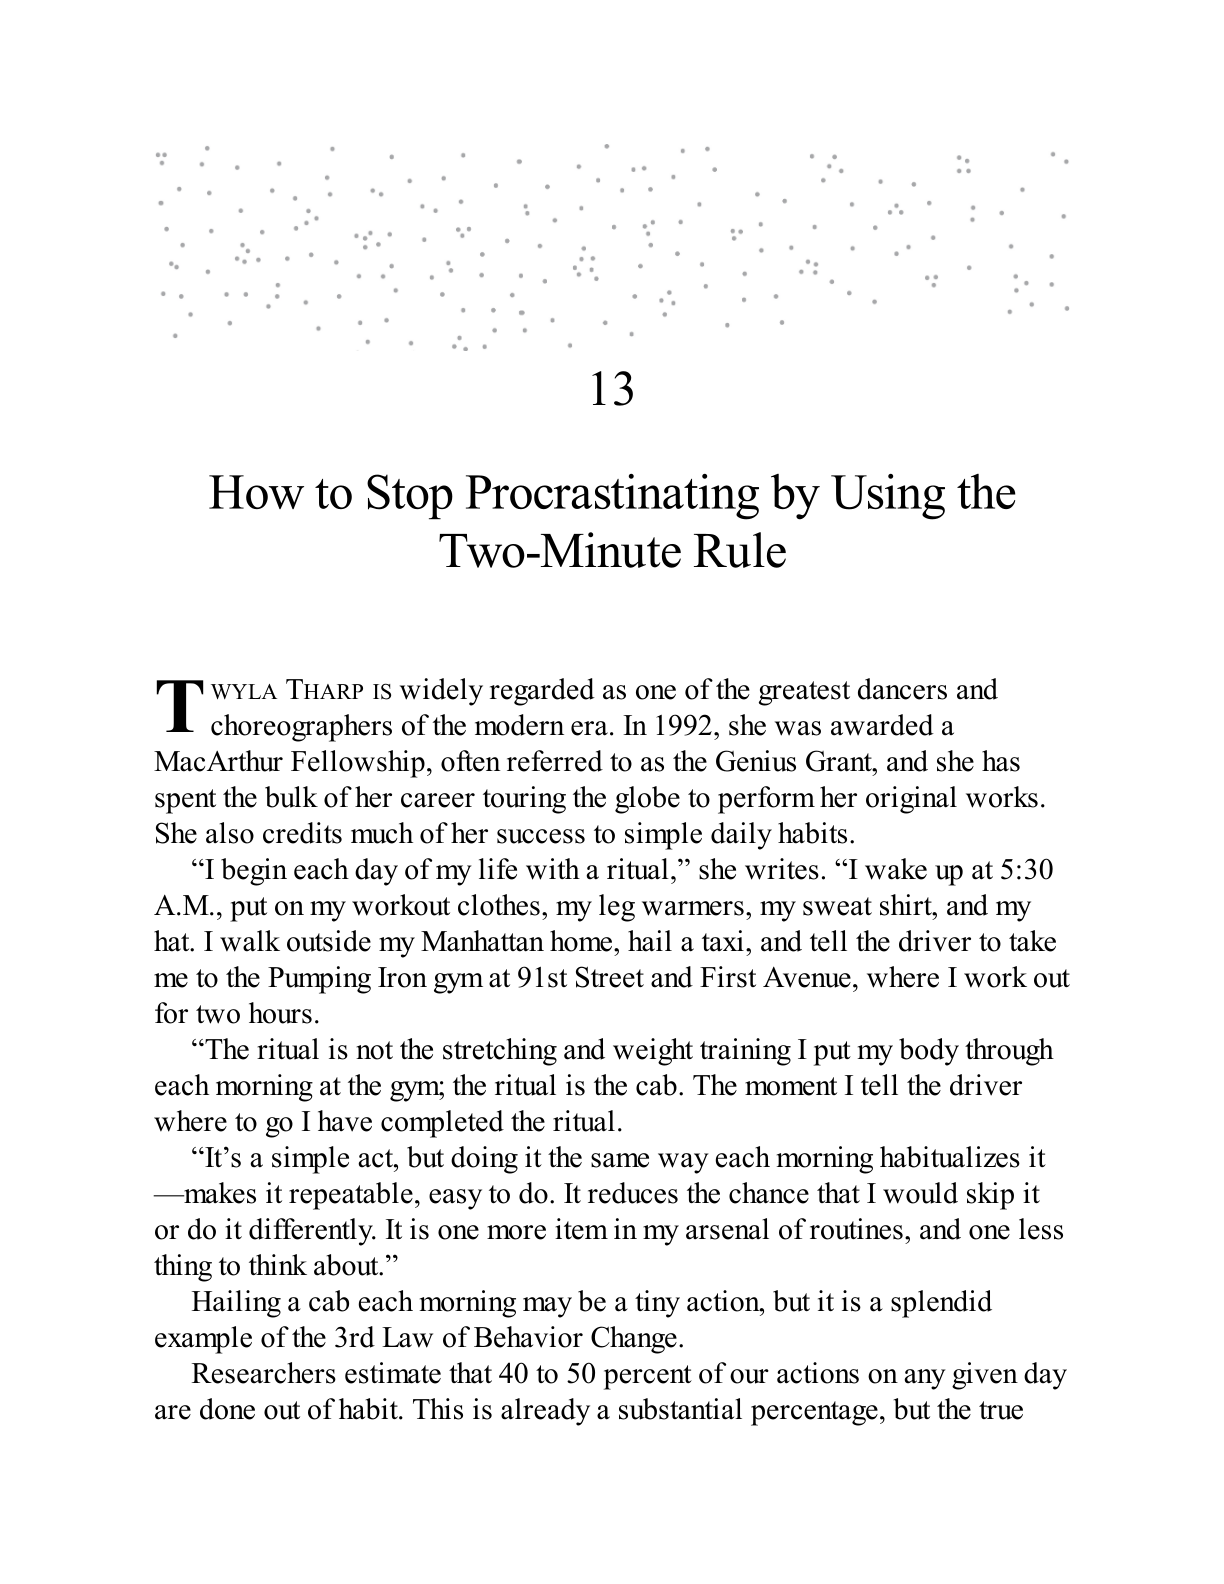 13
How to Stop Procrastinating by Using the
Two-Minute Rule
TWYLA THARP IS widely regarded as one of the greatest dancers and
choreographers of the modern era. In 1992, she was awarded a
MacArthur Fellowship, often referred to as the Genius Grant, and she has
spent the bulk of her career touring the globe to perform her original works.
She also credits much of her success to simple daily habits.
“I begin each day of my life with a ritual,” she writes. “I wake up at 5:30
A.M., put on my workout clothes, my leg warmers, my sweat shirt, and my
hat. I walk outside my Manhattan home, hail a taxi, and tell the driver to take
me to the Pumping Iron gym at 91st Street and First Avenue, where I work out
for two hours.
“The ritual is not the stretching and weight training I put my body through
each morning at the gym; the ritual is the cab. The moment I tell the driver
where to go I have completed the ritual.
“It’s a simple act, but doing it the same way each morning habitualizes it
—makes it repeatable, easy to do. It reduces the chance that I would skip it
or do it differently. It is one more item in my arsenal of routines, and one less
thing to think about.”
Hailing a cab each morning may be a tiny action, but it is a splendid
example of the 3rd Law of Behavior Change.
Researchers estimate that 40 to 50 percent of our actions on any given day
are done out of habit. This is already a substantial percentage, but the true